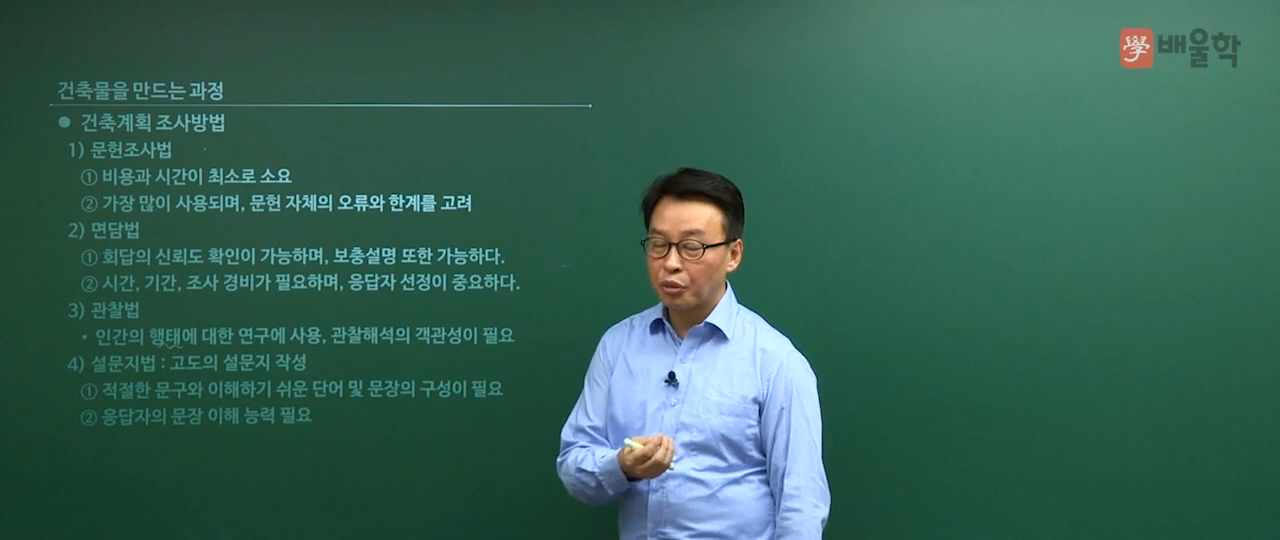 學 배울학
건축물을 만드는 과정
● 건축계획 조사방법
1) 문헌조사법
① 비용과 시간이 최소로 소요
② 가장 많이 사용되며, 문헌 자체의 오류와 한계를 고려
2) 면담법
① 회답의 신뢰도 확인이 가능하며, 보충설명 또한 가능하다.
② 시간, 기간, 조사 경비가 필요하며, 응답자 선정이 중요하다.
3) 관찰법
• 인간의 행태에 대한 연구에 사용, 관찰해석의 객관성이 필요
4) 설문지법 : 고도의 설문지 작성
① 적절한 문구와 이해하기 쉬운 단어 및 문장의 구성이 필요
② 응답자의 문장 이해 능력 필요